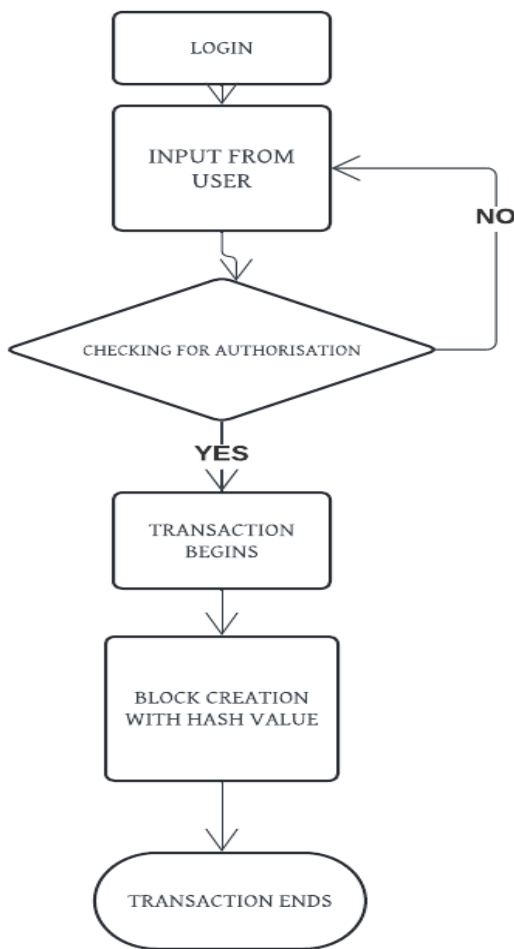 LOGIN
INPUT FROM
USER
NO
CHECKING FOR AUTHORISATION
YES
TRANSACTION
BEGINS
BLOCK CREATION
WITH HASH VALUE
TRANSACTION ENDS